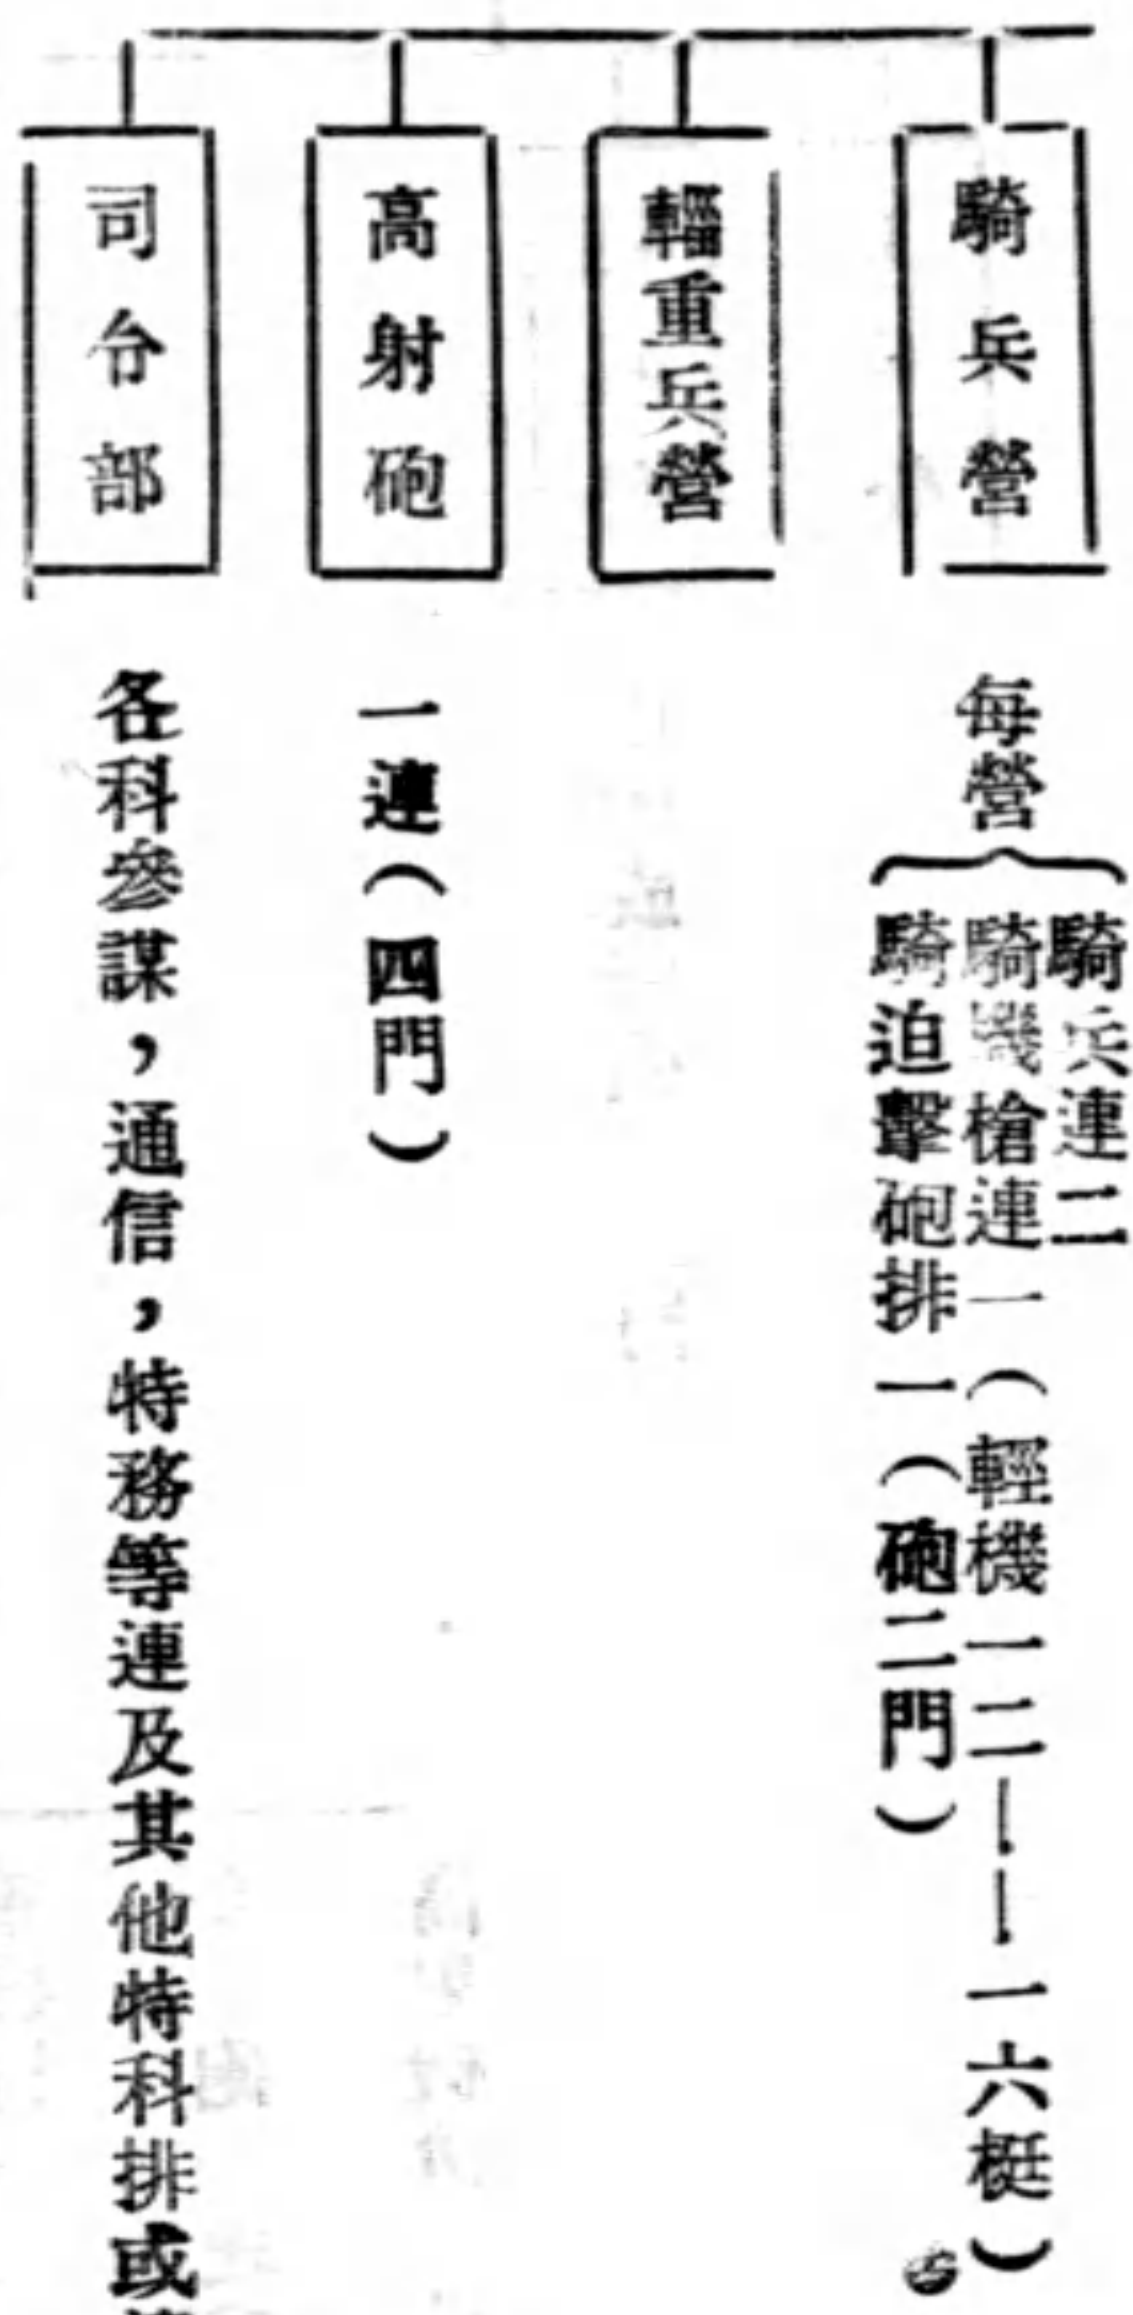 騎兵營
每營
騎兵連二
騎機槍連一(輕機一二——一六梃)
騎迫擊砲排一(砲二門)
輜重兵營
高射砲
一連(四門)
司令部
各科參謀,通信,特務等連及其他特科排或